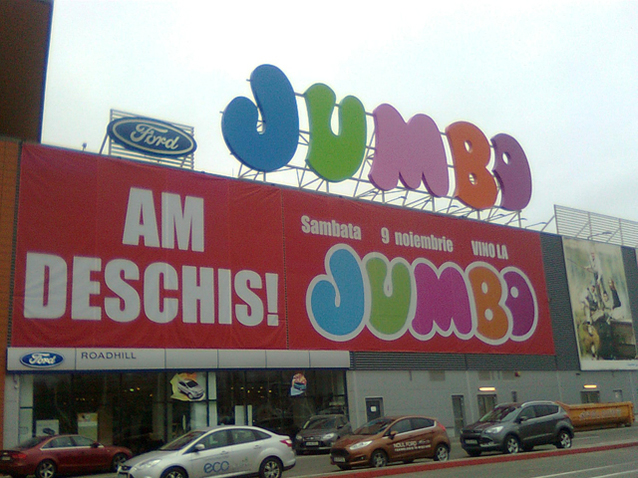 Ford
JUMBO
AM
DESCHIS!
Sambata 9 noiembrie VINO LA
JUMBO
Ford ROADHILL
eco